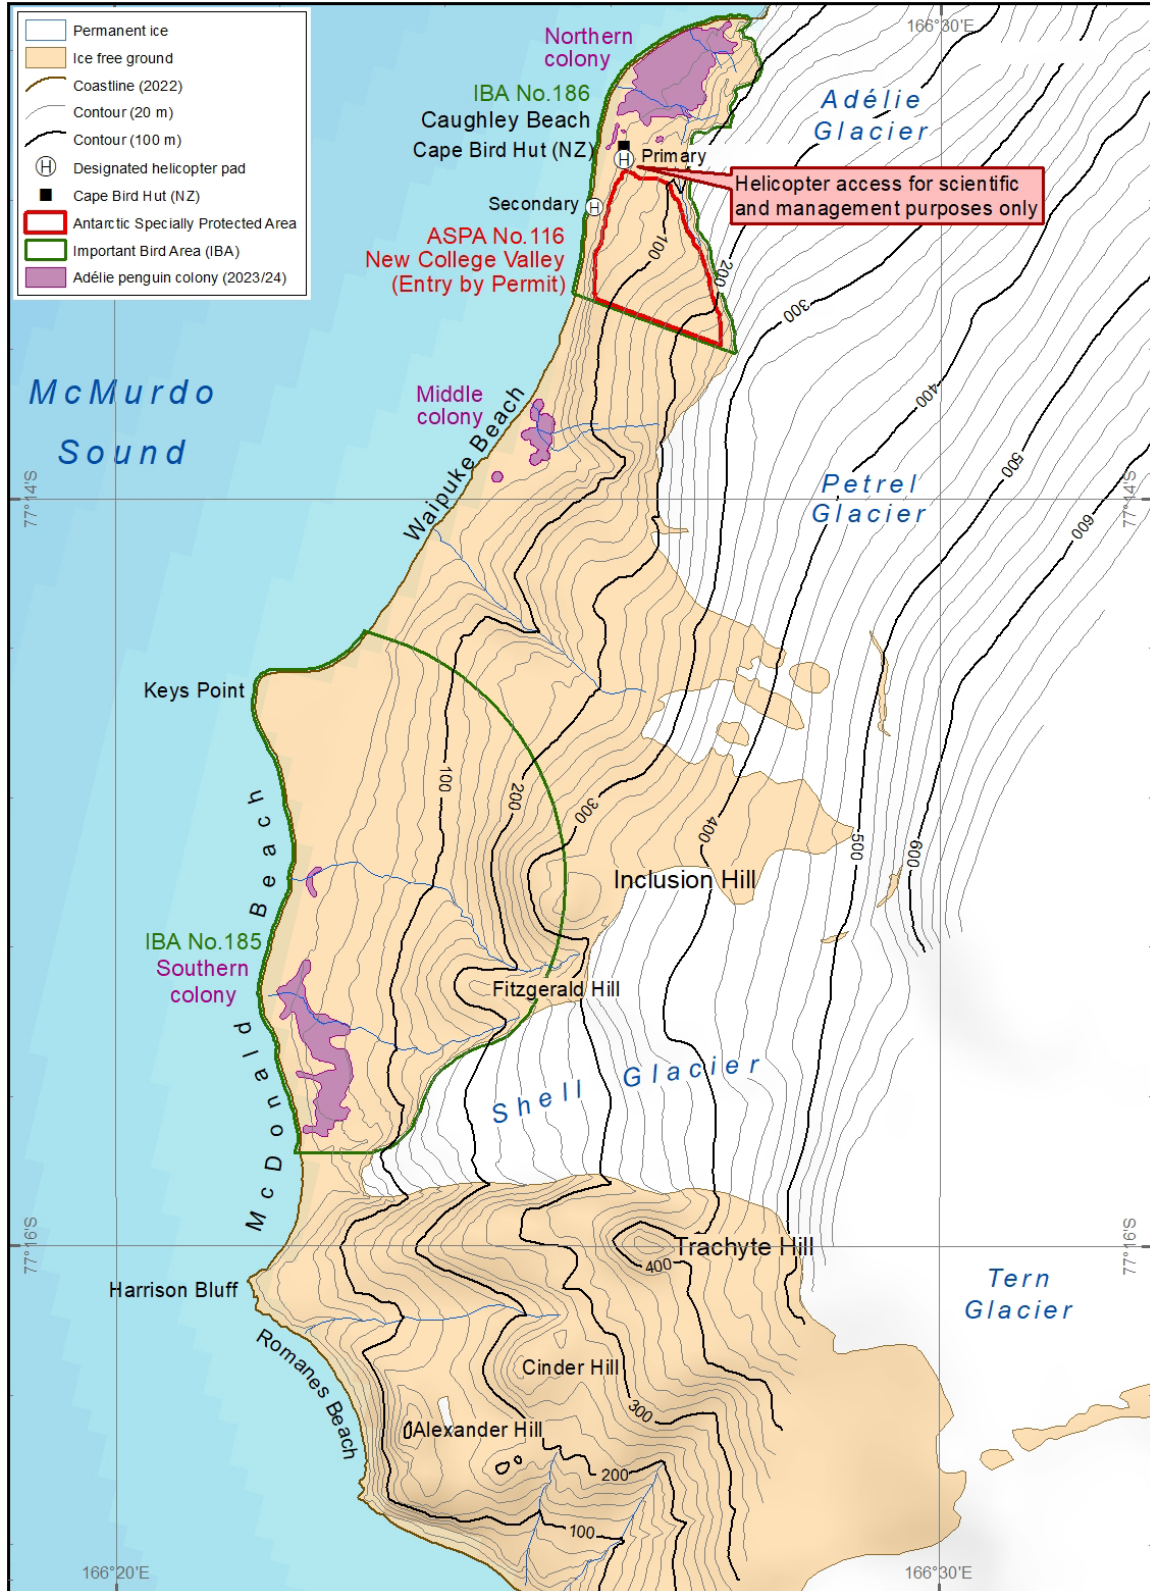 Permanent ice
Ice free ground
Coastline (2022)
Contour (20 m)
Contour (100 m)
H
Designated helicopter pad
Cape Bird Hut (NZ)
Antarctic Specially Protected Area
Important Bird Area (IBA)
Adélie penguin colony (2023/24)
166°30'E
Northern
colony
IBA No.186
Caughley Beach
Cape Bird Hut (NZ)
H
Primary
Adélie
Glacier
Helicopter access for scientific
and management purposes only
Secondary
H
ASPA No.116
New College Valley
(Entry by Permit)
100
200
300
McMurdo
Sound
Middle
colony
Waipuke Beach
400
500
600
77°14'S
Petrel
Glacier
77°14'S
Keys Point
100
200
300
400
500
600
Inclusion Hill
McDonald Beach
IBA No.185
Southern
colony
Fitzgerald Hill
Shell Glacier
77°16'S
Trachyte Hill
400
77°16'S
Harrison Bluff
Tern
Glacier
Romanes Beach
Cinder Hill
300
Alexander Hill
200
100
166°20'E
166°30'E